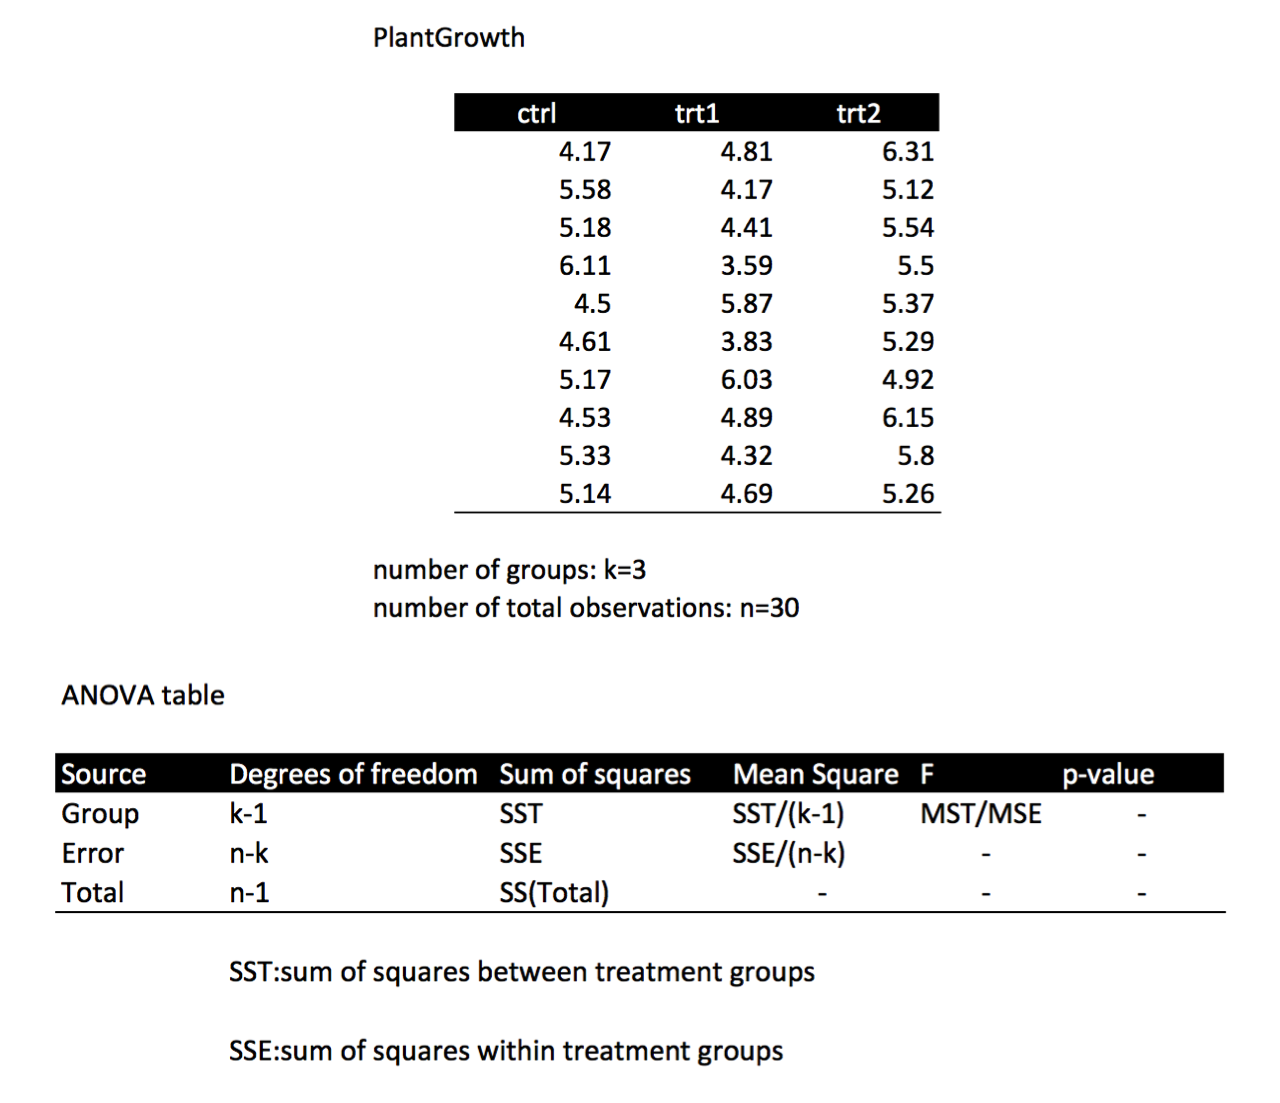 PlantGrowth
ctrl trt1 trt2
4.17 4.81 6.31
5.58 4.17 5.12
5.18 4.41 5.54
6.11 3.59 5.5
4.5 5.87 5.37
4.61 3.83 5.29
5.17 6.03 4.92
4.53 4.89 6.15
5.33 4.32 5.8
5.14 4.69 5.26
number of groups: k=3
number of total observations: n=30
ANOVA table
Source Degrees of freedom Sum of squares Mean Square F p-value
Group k-1 SST SST/(k-1) MST/MSE -
Error n-k SSE SSE/(n-k) - -
Total n-1 SS(Total) - - -
SST:sum of squares between treatment groups
SSE:sum of squares within treatment groups